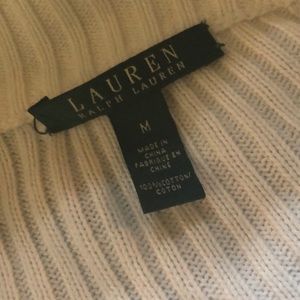 LAUREN
RALPH LAUREN
M
MADE IN
CHINA
FABRIQUÉ EN
CHINE
100% COTTON/
COTON